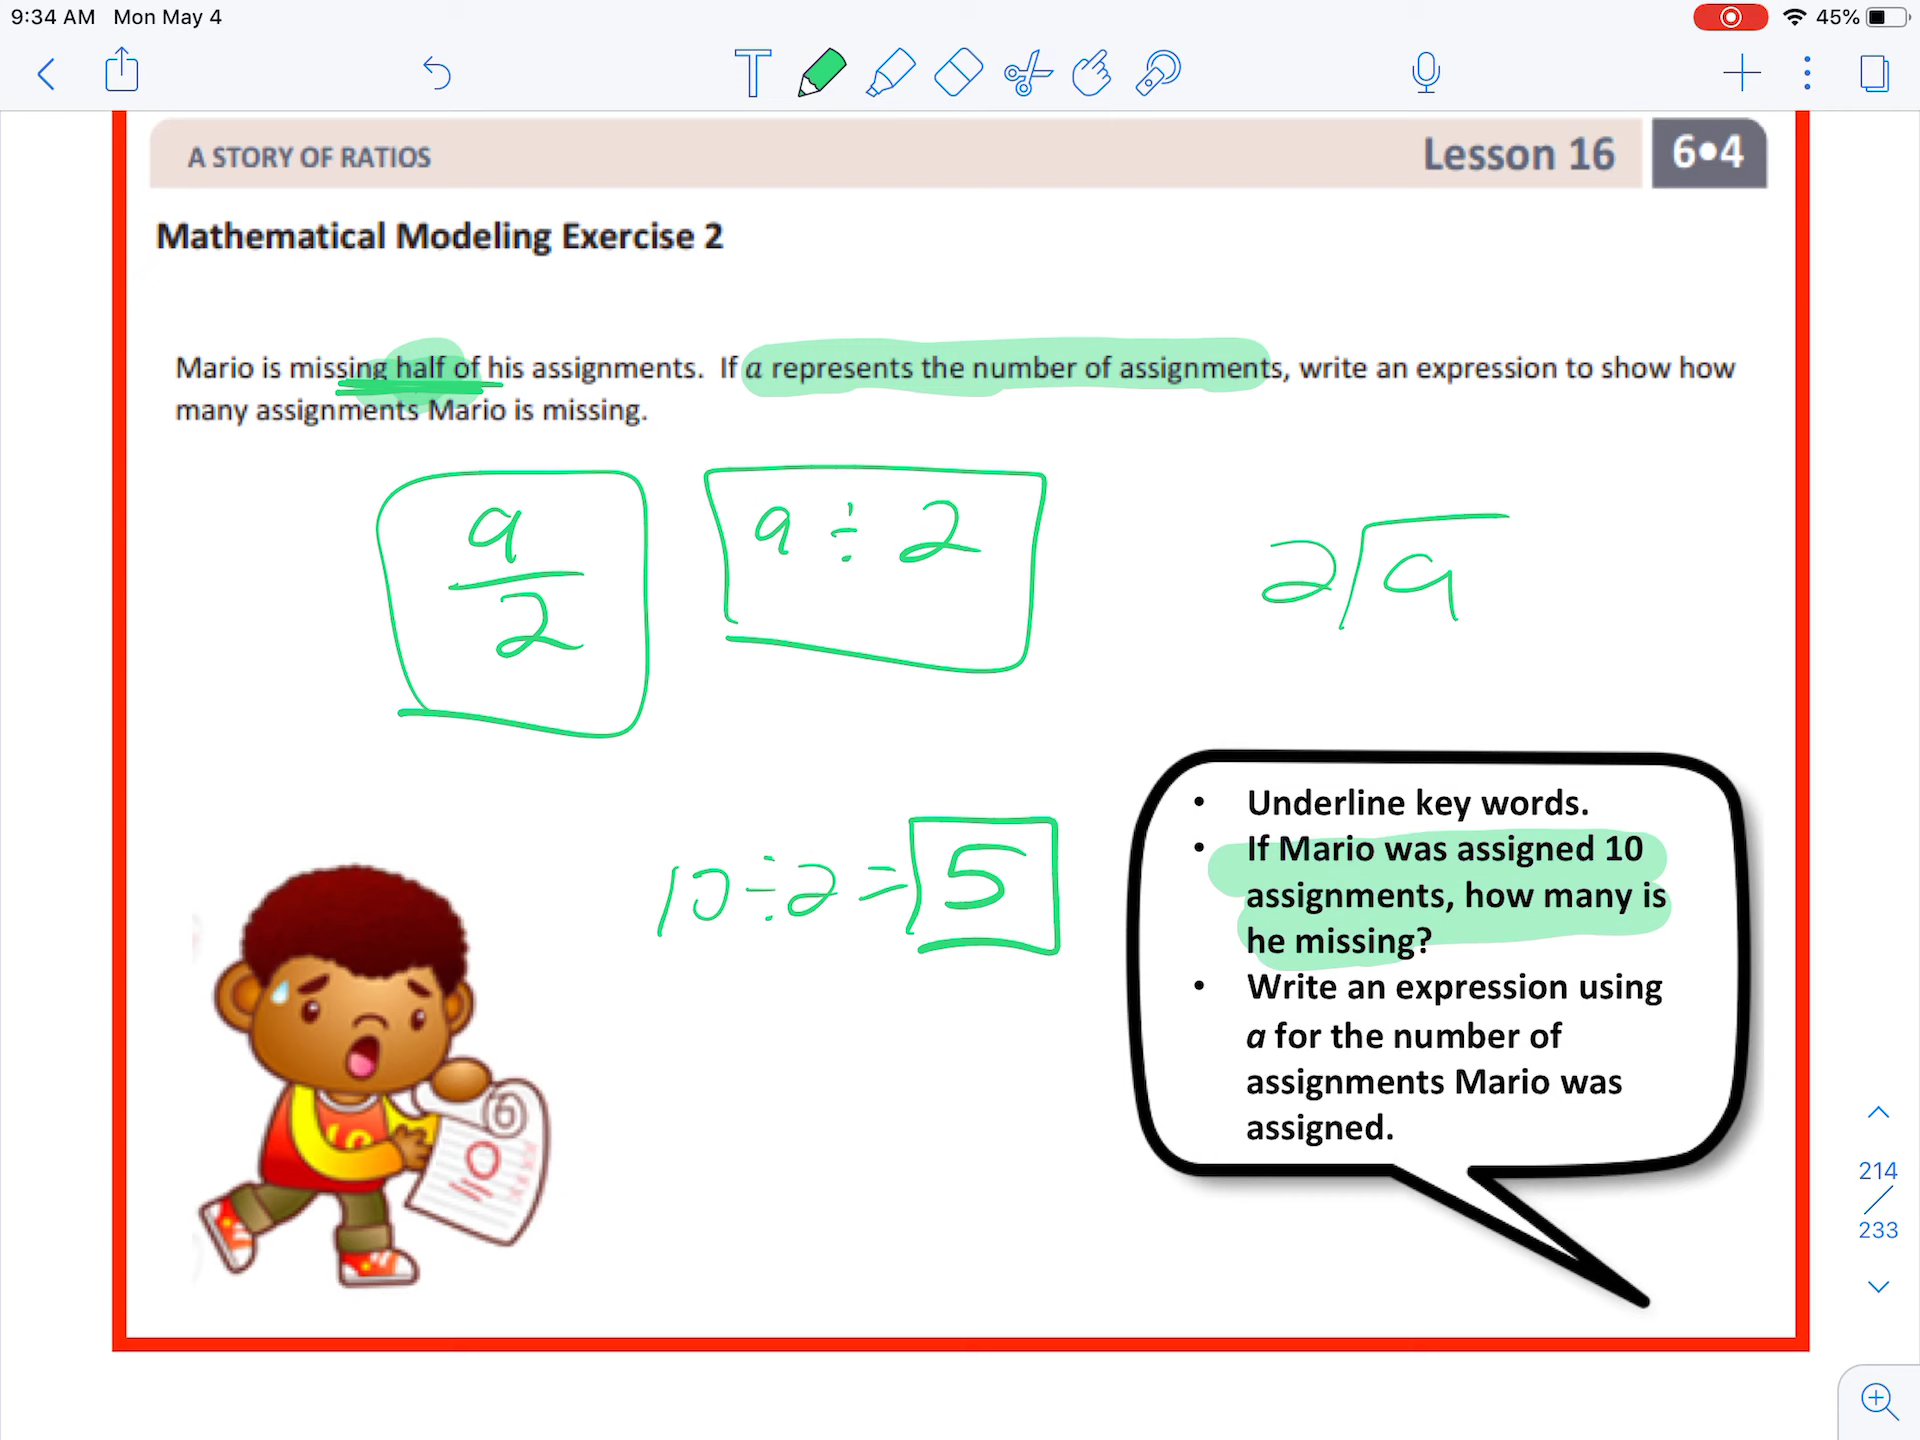 9:34 AM Mon May 4
45%
T
A STORY OF RATIOS
Lesson 16
6•4
Mathematical Modeling Exercise 2
Mario is missing half of his assignments. If a represents the number of assignments, write an expression to show how
many assignments Mario is missing.
a
2
a ÷ 2
2 a
10 ÷ 2 = 5
• Underline key words.
• If Mario was assigned 10
assignments, how many is
he missing?
• Write an expression using
a for the number of
assignments Mario was
assigned.
214
/
233